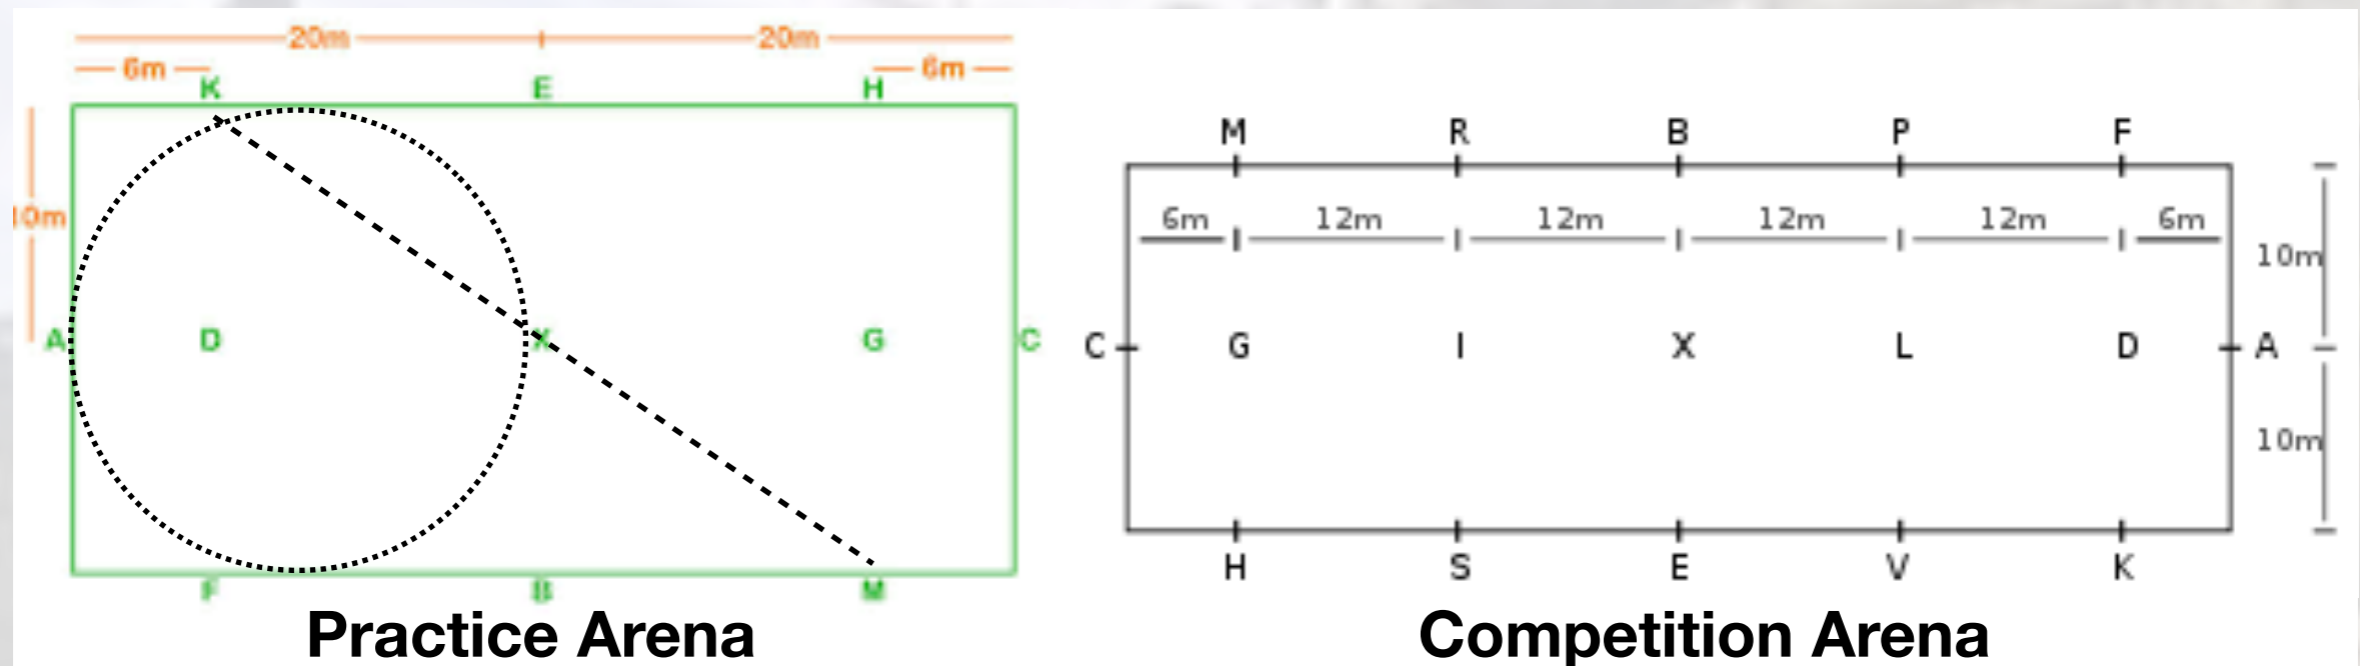 20m 20m
6m 6m
K E H
10m
A D X G C
F B M
Practice Arena
M R B P F
6m 12m 12m 12m 12m 6m
10m
C G I X L D A
10m
H S E V K
Competition Arena